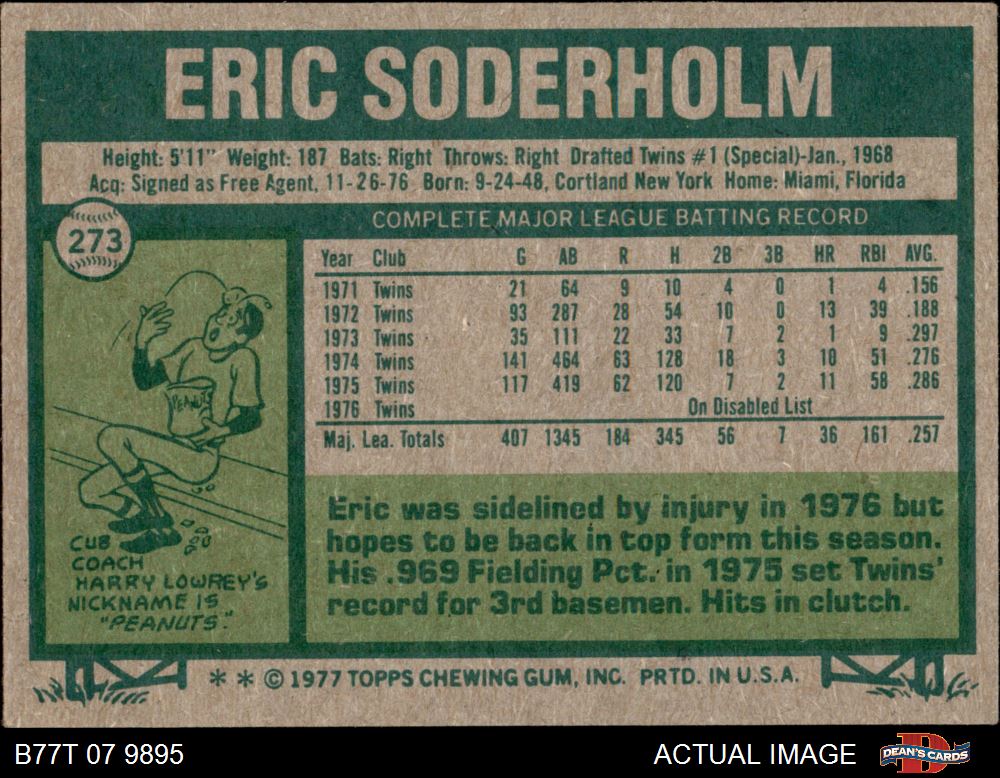 ERIC SODERHOLM
Height: 5'11" Weight: 187 Bats: Right Throws: Right Drafted Twins #1 (Special)-Jan., 1968
Acq: Signed as Free Agent, 11-26-76 Born: 9-24-48, Cortland New York Home: Miami, Florida
273
COMPLETE MAJOR LEAGUE BATTING RECORD
Year Club G AB R H 2B 3B HR RBI AVG.
1971 Twins 21 64 9 10 4 0 1 4 .156
1972 Twins 93 287 28 54 10 0 13 39 .188
1973 Twins 35 111 22 33 7 2 1 9 .297
1974 Twins 141 464 63 128 18 3 10 51 .276
1975 Twins 117 419 62 120 7 2 11 58 .286
1976 Twins On Disabled List
Maj. Lea. Totals 407 1345 184 345 56 7 36 161 .257
PEANUTS
CUB
COACH
HARRY LOWREY'S
NICKNAME IS
"PEANUTS."
Eric was sidelined by injury in 1976 but
hopes to be back in top form this season.
His .969 Fielding Pct. in 1975 set Twins'
record for 3rd basemen. Hits in clutch.
* * © 1977 TOPPS CHEWING GUM, INC. PRTD. IN U.S.A.
B77T 07 9895
ACTUAL IMAGE
D
DEAN'S CARDS